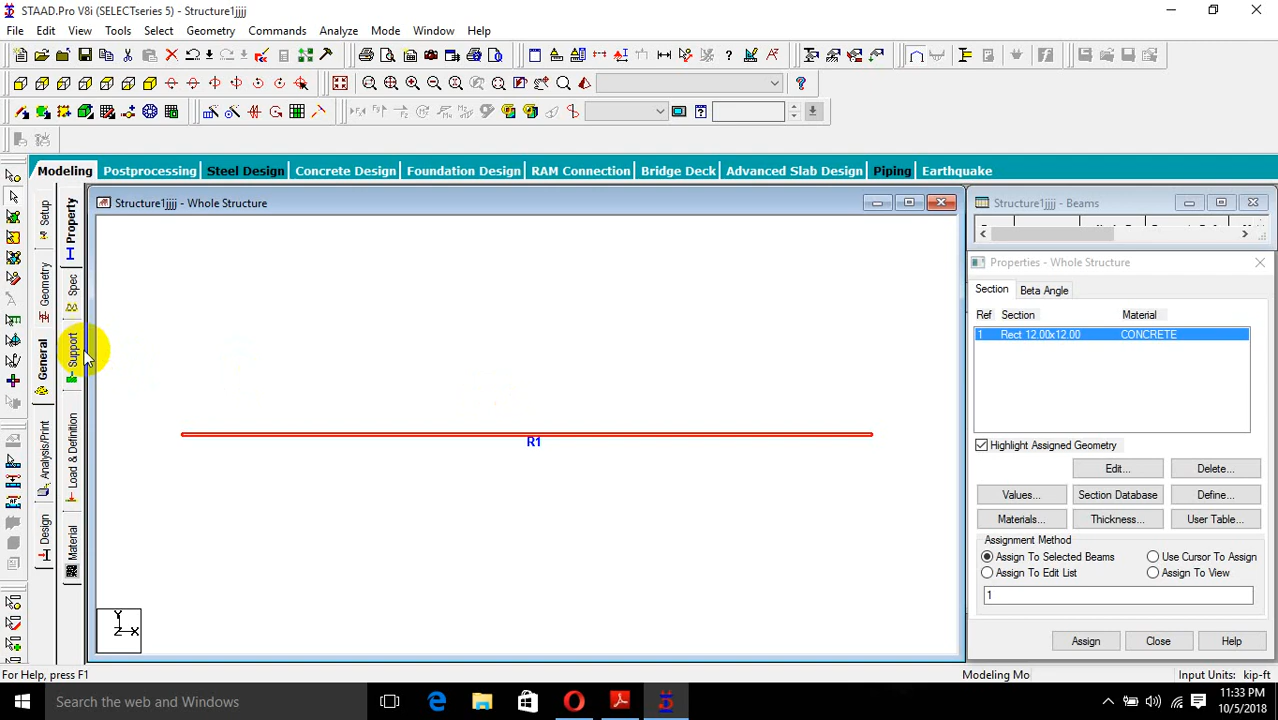 STAAD.Pro V8i (SELECTseries 5) - Structure1jjjj
File Edit View Tools Select Geometry Commands Analyze Mode Window Help
Modeling Postprocessing Steel Design Concrete Design Foundation Design RAM Connection Bridge Deck Advanced Slab Design Piping Earthquake
Setup
Geometry
General
Analysis/Print
Design
Property
Spec
Support
Load & Definition
Material
Structure1jjjj - Whole Structure
R1
Y
Z X
Structure1jjjj - Beams
Properties - Whole Structure
Section Beta Angle
Ref Section Material
1 Rect 12.00x12.00 CONCRETE
Highlight Assigned Geometry
Edit... Delete...
Values... Section Database Define...
Materials... Thickness... User Table...
Assignment Method
Assign To Selected Beams Use Cursor To Assign
Assign To Edit List Assign To View
1
Assign Close Help
For Help, press F1 Modeling Mo Input Units: kip-ft
Search the web and Windows
11:33 PM
10/5/2018